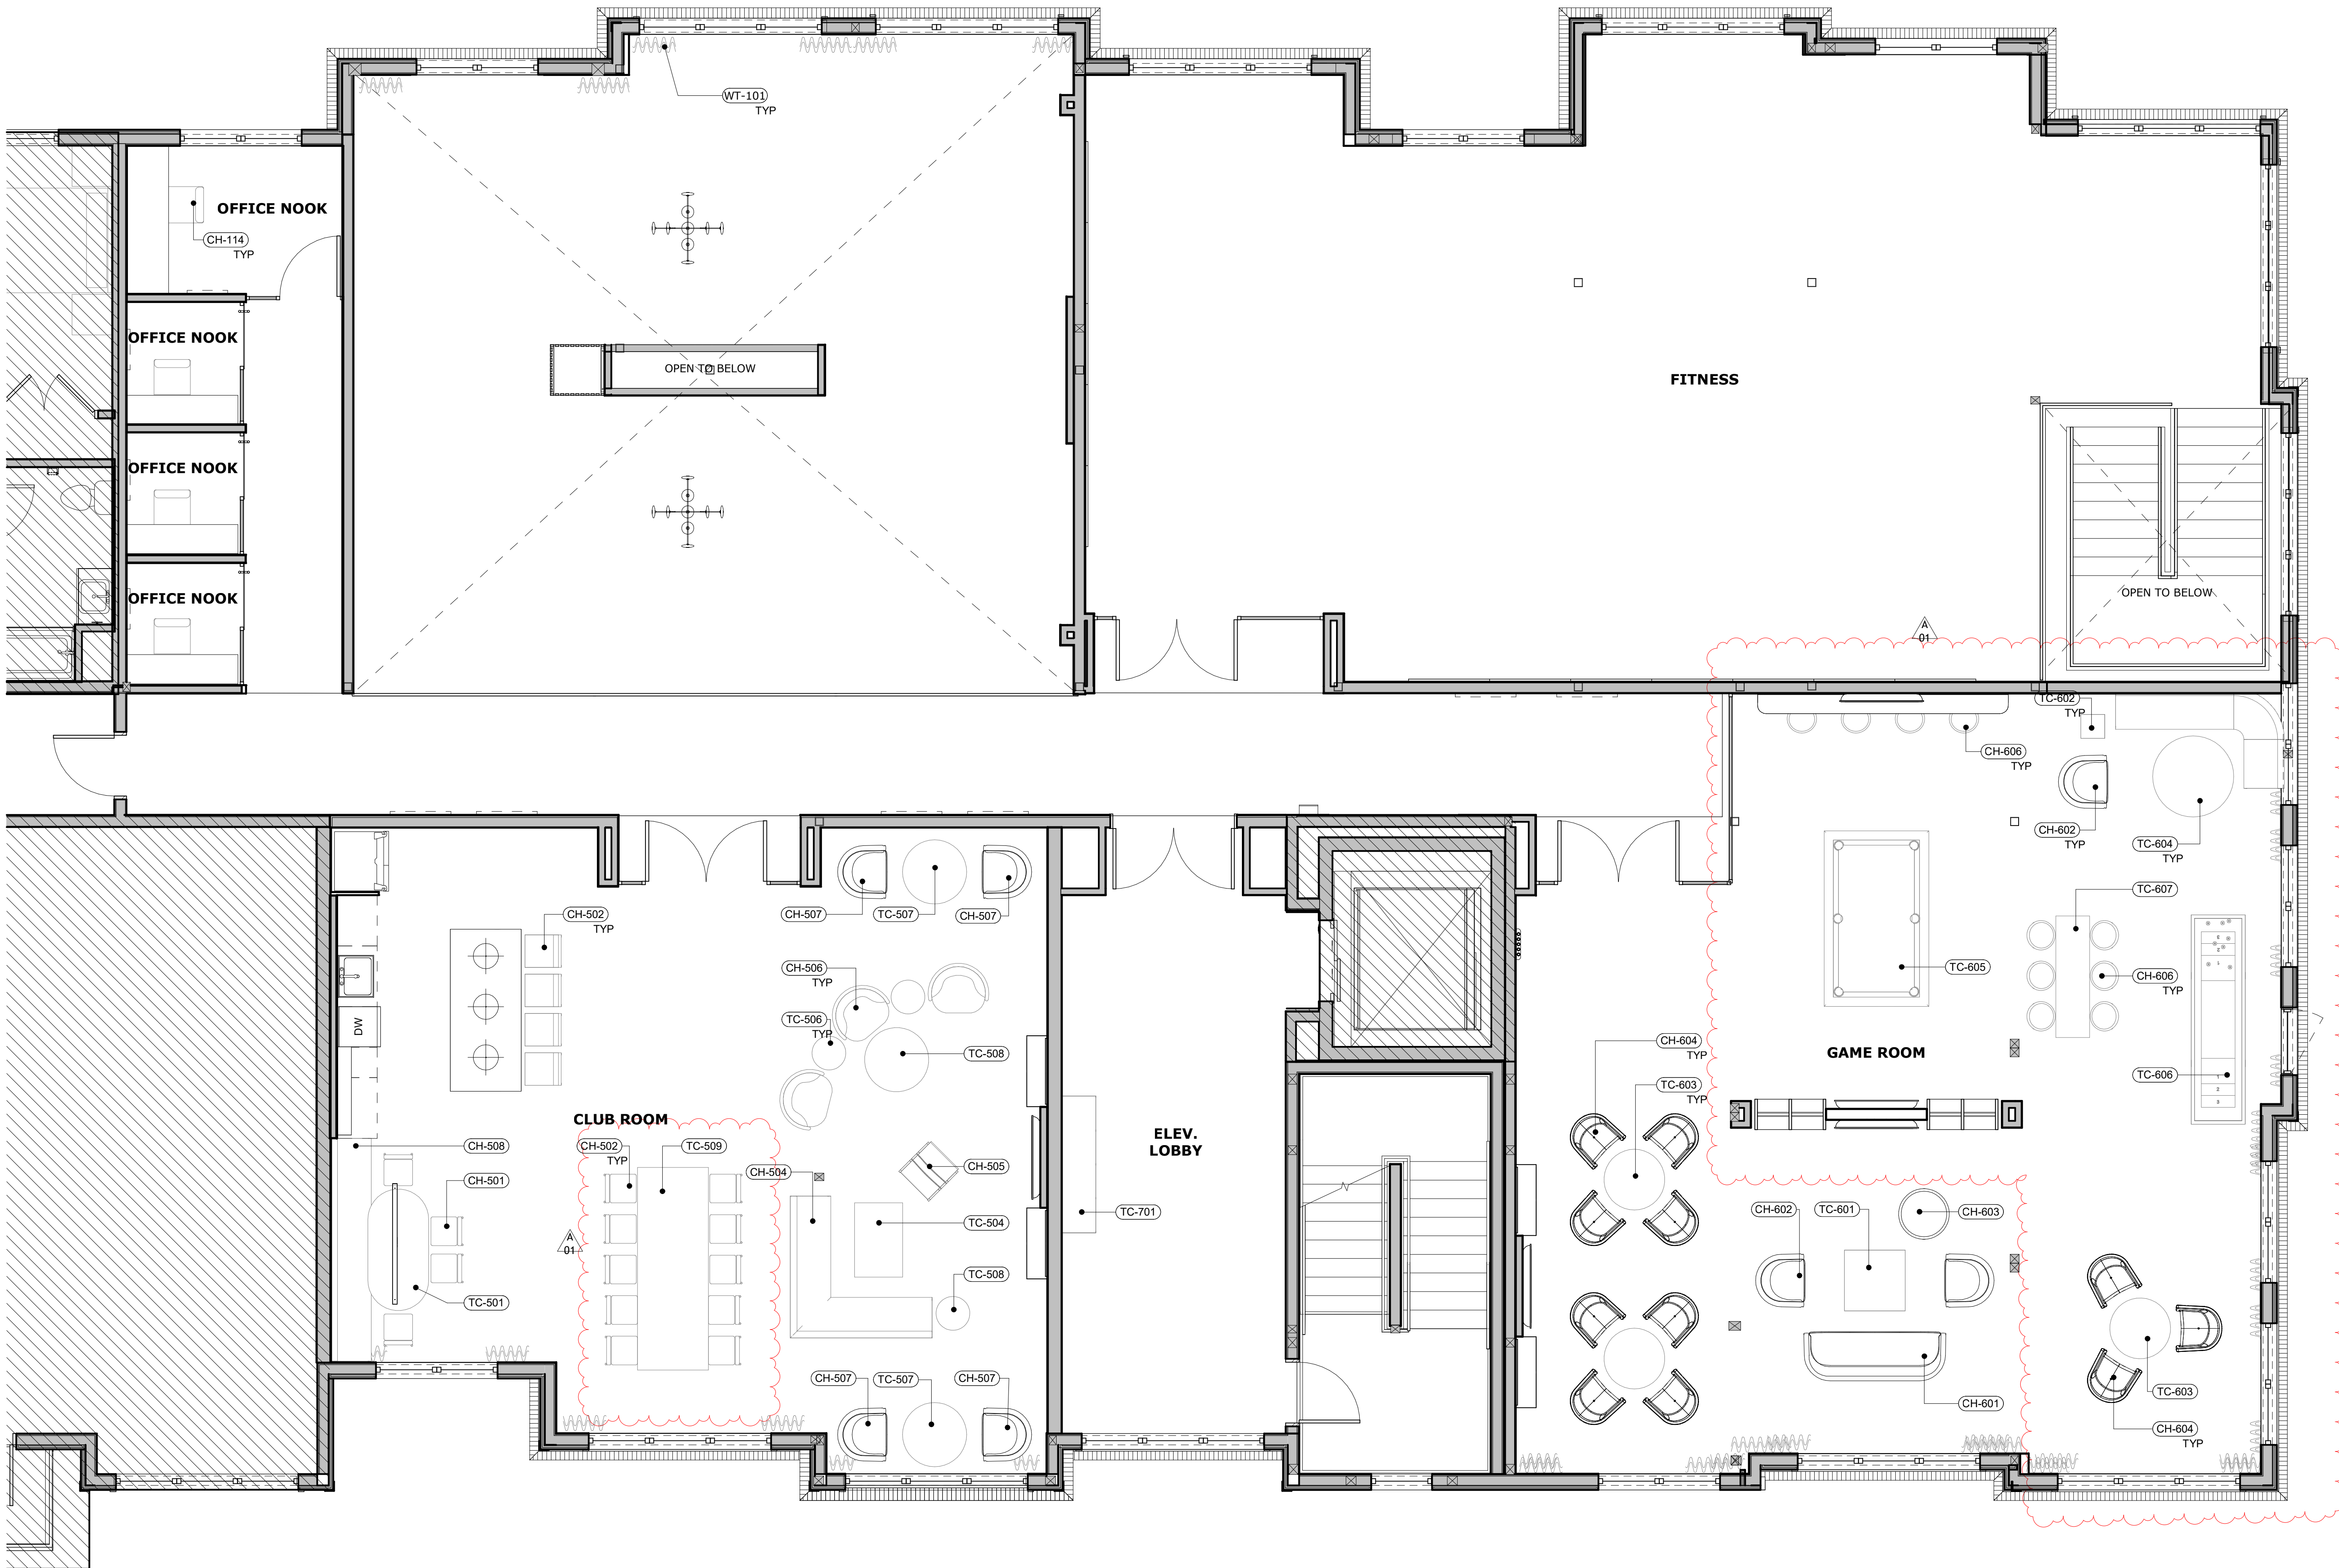 WT-101
TYP
OFFICE NOOK
CH-114
TYP
OFFICE NOOK
OPEN TO BELOW
FITNESS
OFFICE NOOK
OFFICE NOOK
OPEN TO BELOW
A
01
TC-602
TYP
CH-606
TYP
CH-602
TYP
TC-604
TYP
CH-502
TYP
CH-507
TC-507
CH-507
TC-607
CH-506
TYP
TC-605
CH-606
TYP
TC-506
TYP
DW
TC-508
CH-604
TYP
GAME ROOM
TC-603
TYP
TC-606
CLUB ROOM
ELEV.
LOBBY
CH-508
CH-502
TYP
TC-509
CH-504
CH-505
CH-501
TC-504
TC-701
CH-602
TC-601
CH-603
A
01
TC-508
TC-501
CH-507
TC-507
CH-507
TC-603
CH-601
CH-604
TYP